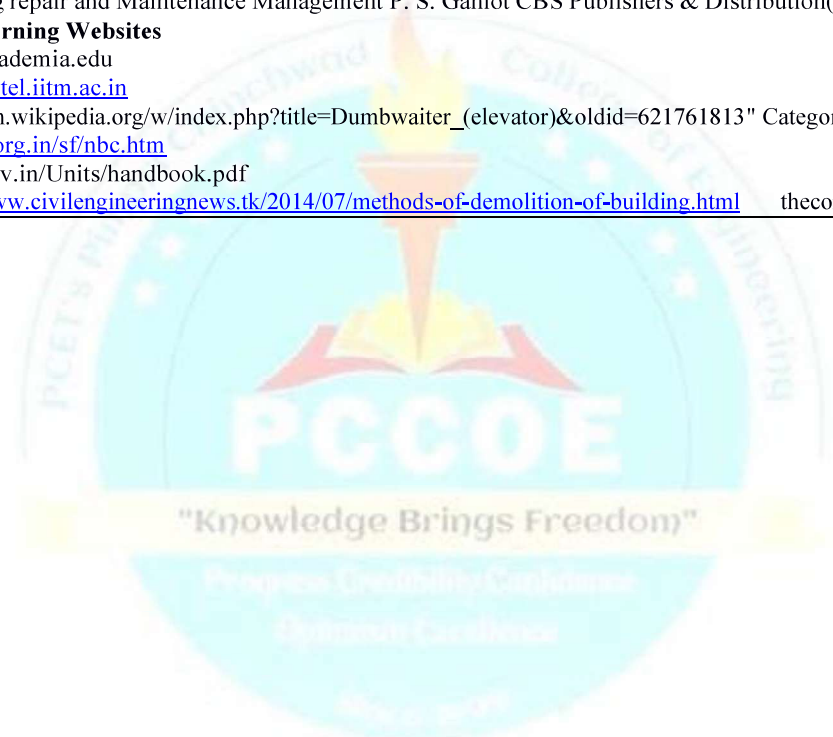 repair and Maintenance Management P. S. Gahlot CBS Publishers & Distribution(
rning Websites
ademia.edu
tel.iitm.ac.in
n.wikipedia.org/w/index.php?title=Dumbwaiter_(elevator)&oldid=621761813" Categor
org.in/sf/nbc.htm
v.in/Units/handbook.pdf
ww.civilengineeringnews.tk/2014/07/methods-of-demolition-of-building.html theco
PCET's Pimpri Chinchwad College of Engineering
PCCOE
"Knowledge Brings Freedom"
Progress Credibility Confidence
Optimism Excellence